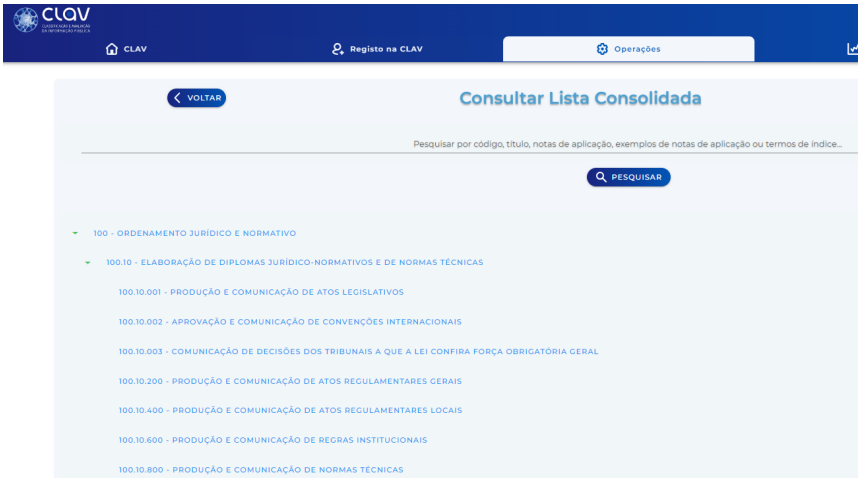 CLAV
CLASSIFICAÇÃO E AVALIAÇÃO
DA INFORMAÇÃO PÚBLICA
CLAV
Registo na CLAV
Operações
VOLTAR
Consultar Lista Consolidada
Pesquisar por código, título, notas de aplicação, exemplos de notas de aplicação ou termos de índice...
PESQUISAR
100 - ORDENAMENTO JURÍDICO E NORMATIVO
100.10 - ELABORAÇÃO DE DIPLOMAS JURÍDICO-NORMATIVOS E DE NORMAS TÉCNICAS
100.10.001 - PRODUÇÃO E COMUNICAÇÃO DE ATOS LEGISLATIVOS
100.10.002 - APROVAÇÃO E COMUNICAÇÃO DE CONVENÇÕES INTERNACIONAIS
100.10.003 - COMUNICAÇÃO DE DECISÕES DOS TRIBUNAIS A QUE A LEI CONFIRA FORÇA OBRIGATÓRIA GERAL
100.10.200 - PRODUÇÃO E COMUNICAÇÃO DE ATOS REGULAMENTARES GERAIS
100.10.400 - PRODUÇÃO E COMUNICAÇÃO DE ATOS REGULAMENTARES LOCAIS
100.10.600 - PRODUÇÃO E COMUNICAÇÃO DE REGRAS INSTITUCIONAIS
100.10.800 - PRODUÇÃO E COMUNICAÇÃO DE NORMAS TÉCNICAS